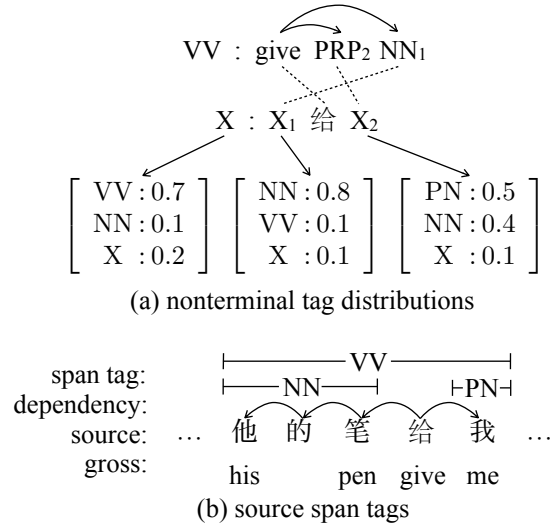 VV : give PRP₂ NN₁
X : X₁ 给 X₂
VV : 0.7 NN : 0.8 PN : 0.5
NN : 0.1 VV : 0.1 NN : 0.4
X : 0.2 X : 0.1 X : 0.1
(a) nonterminal tag distributions
VV
span tag: NN PN
dependency:
source: … 他 的 笔 给 我 …
gross: his pen give me
(b) source span tags